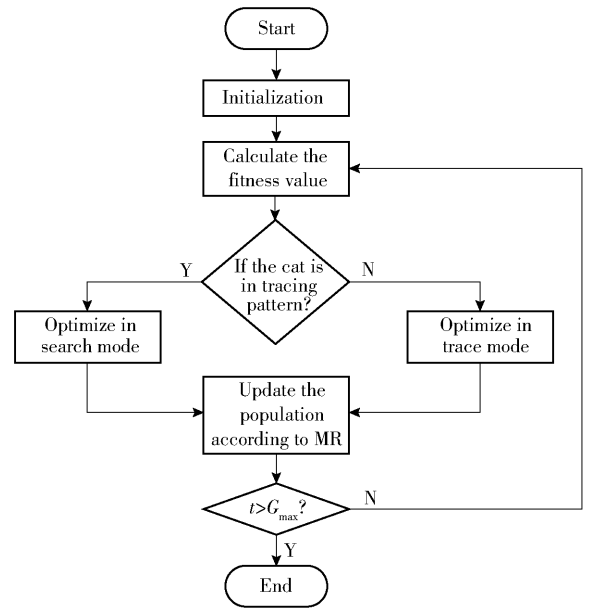 Start
Initialization
Calculate the
fitness value
If the cat is
in tracing
pattern?
Y
N
Optimize in
search mode
Optimize in
trace mode
Update the
population
according to MR
t>Gmax?
N
Y
End